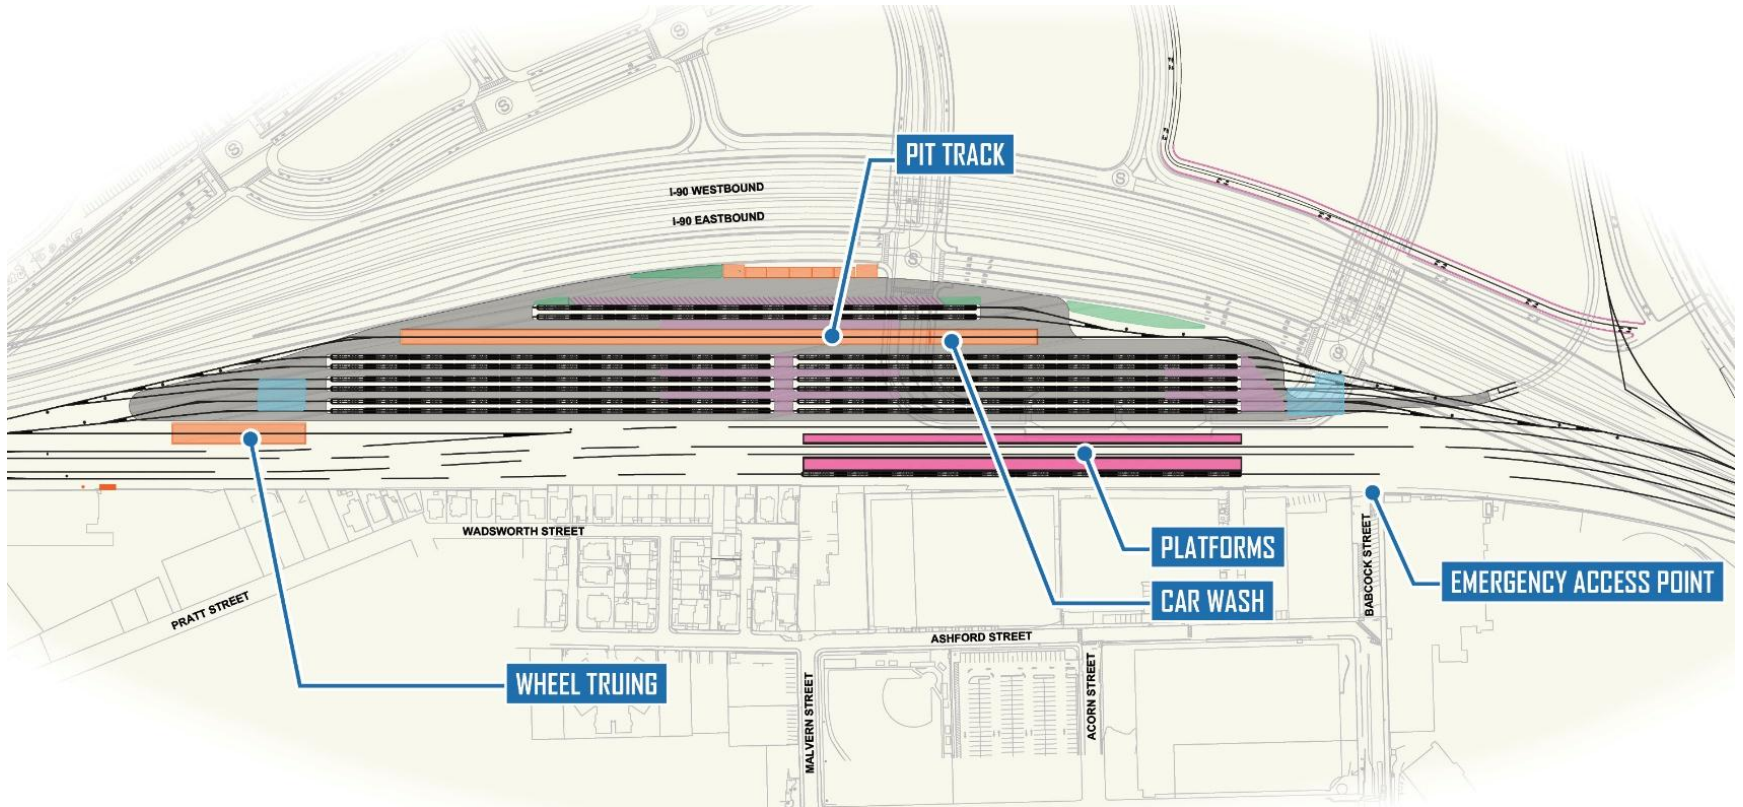 S
S
S
S
S
S
S
PIT TRACK
I-90 WESTBOUND
I-90 EASTBOUND
PLATFORMS
CAR WASH
EMERGENCY ACCESS POINT
WHEEL TRUING
WADSWORTH STREET
PRATT STREET
ASHFORD STREET
MALVERN STREET
ACORN STREET
BABCOCK STREET